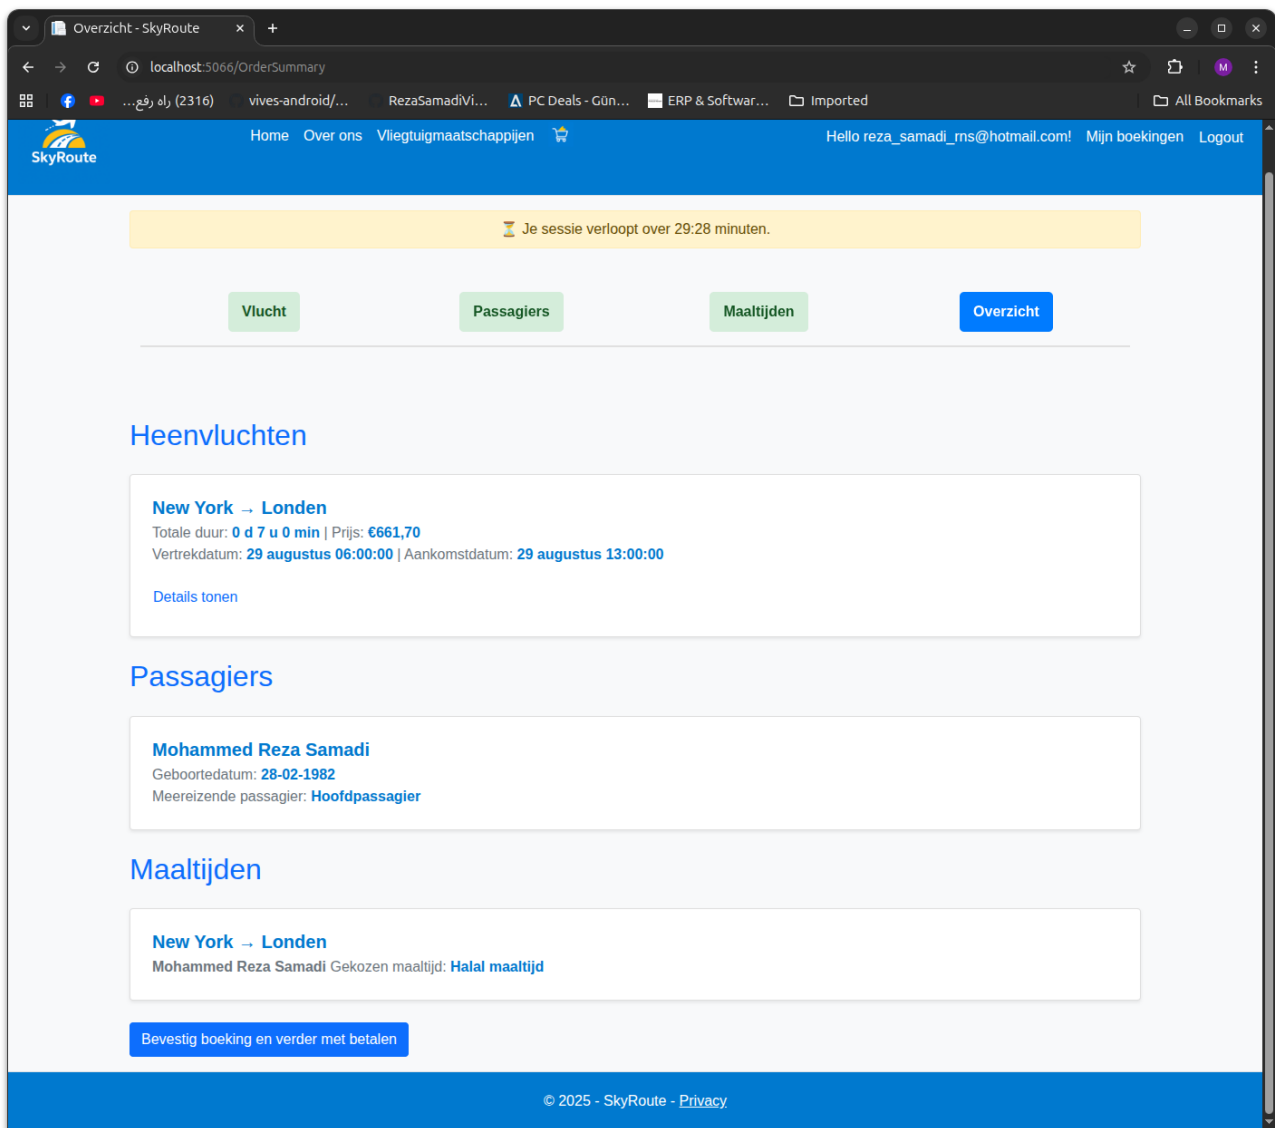 Overzicht - SkyRoute
localhost:5066/OrderSummary
M
(2316) راه رفع...
vives-android/...
RezaSamadiVi...
PC Deals - Gün...
ERP & Softwar...
Imported
All Bookmarks
SkyRoute
Home
Over ons
Vliegtuigmaatschappijen
Hello reza_samadi_rns@hotmail.com!
Mijn boekingen
Logout
⏳ Je sessie verloopt over 29:28 minuten.
Vlucht
Passagiers
Maaltijden
Overzicht
Heenvluchten
New York → Londen
Totale duur: 0 d 7 u 0 min | Prijs: €661,70
Vertrekdatum: 29 augustus 06:00:00 | Aankomstdatum: 29 augustus 13:00:00
Details tonen
Passagiers
Mohammed Reza Samadi
Geboortedatum: 28-02-1982
Meereizende passagier: Hoofdpassagier
Maaltijden
New York → Londen
Mohammed Reza Samadi Gekozen maaltijd: Halal maaltijd
Bevestig boeking en verder met betalen
© 2025 - SkyRoute - Privacy